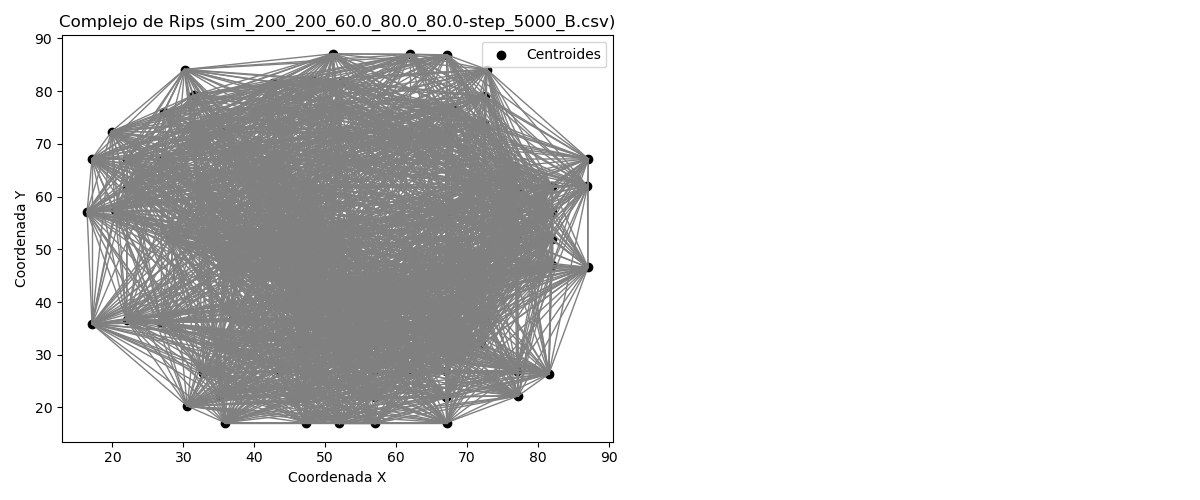 Complejo de Rips (sim_200_200_60.0_80.0_80.0-step_5000_B.csv)
Centroides
90
80
70
60
50
40
30
20
Coordenada Y
20 30 40 50 60 70 80 90
Coordenada X